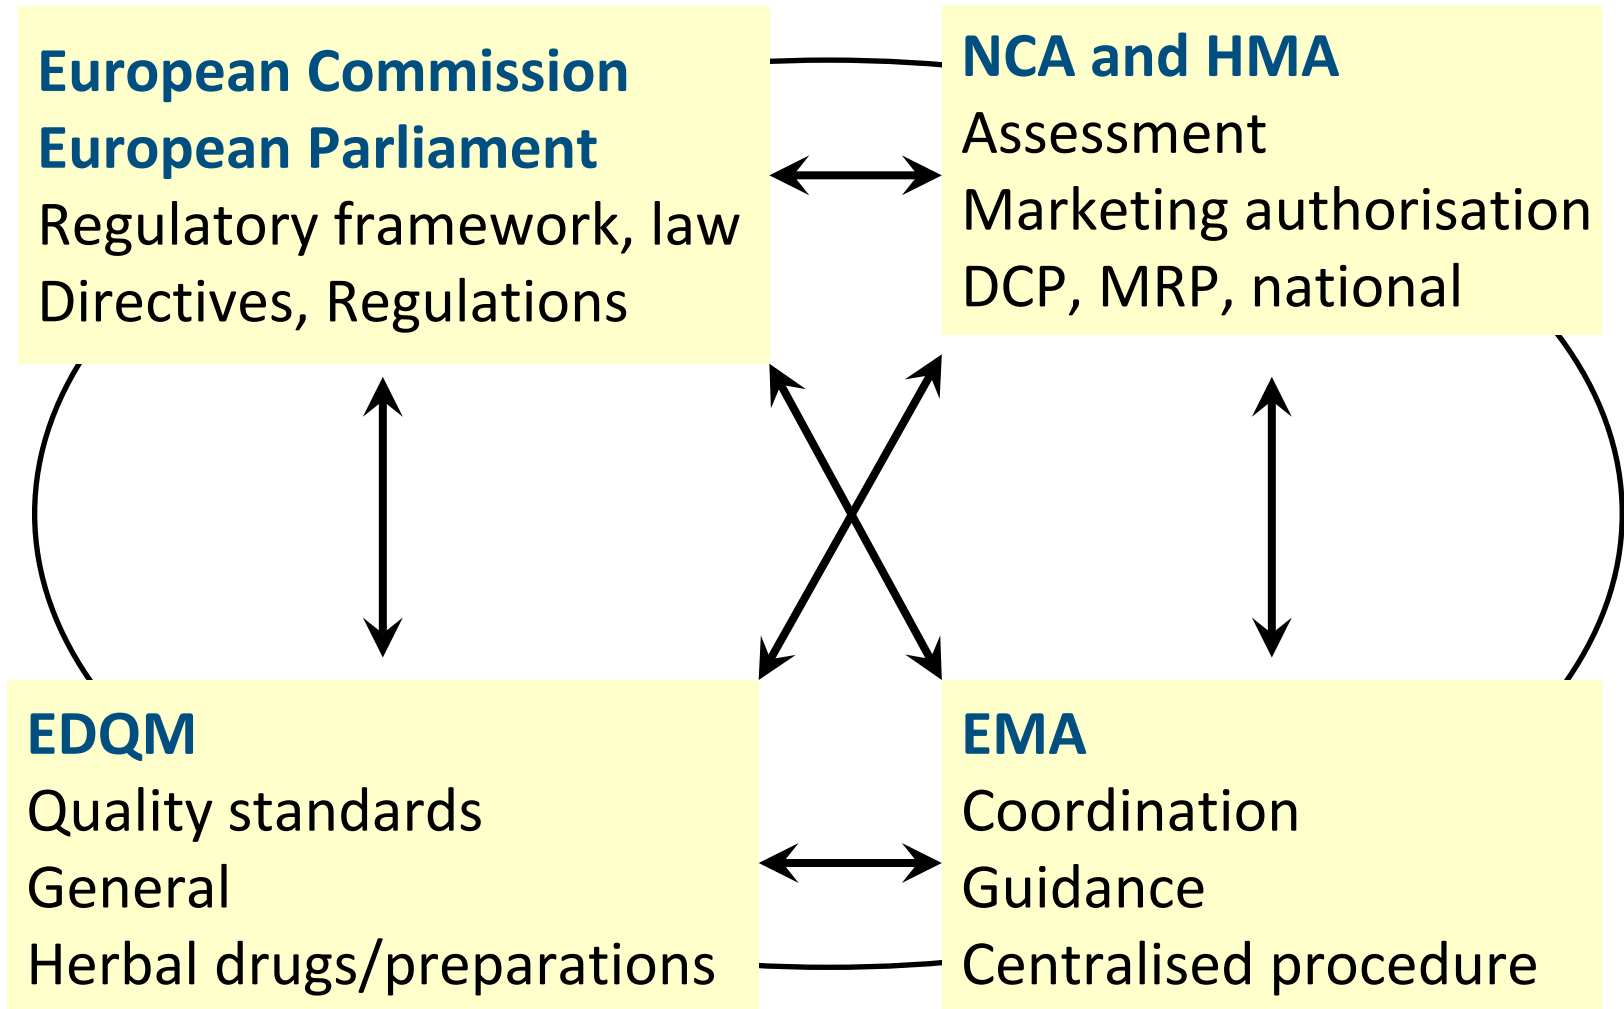 European Commission
European Parliament
Regulatory framework, law
Directives, Regulations
NCA and HMA
Assessment
Marketing authorisation
DCP, MRP, national
EDQM
Quality standards
General
Herbal drugs/preparations
EMA
Coordination
Guidance
Centralised procedure